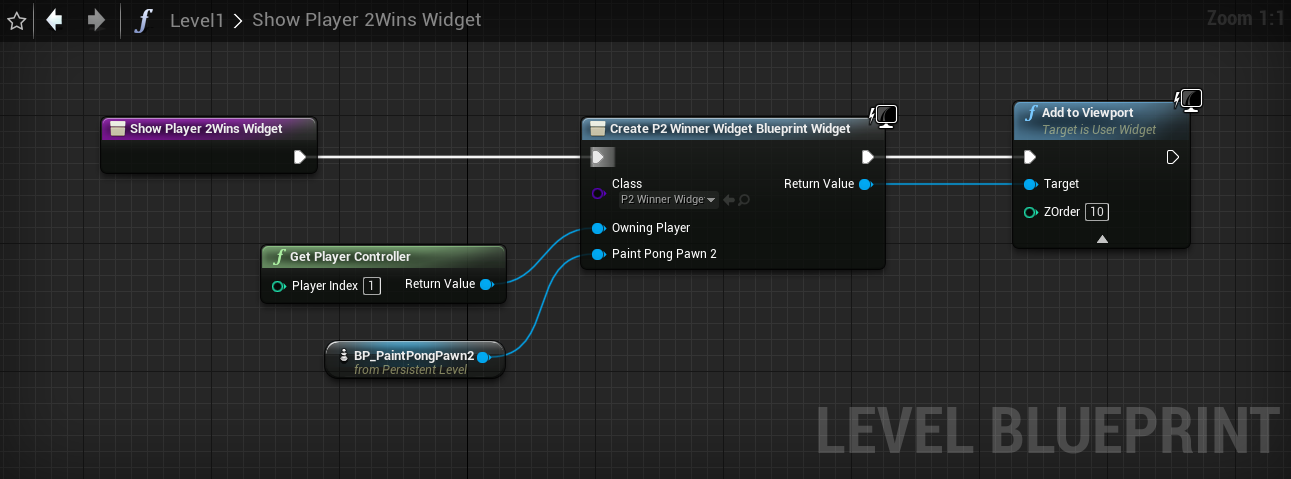 Level1 > Show Player 2Wins Widget
Zoom 1:1
Show Player 2Wins Widget
Create P2 Winner Widget Blueprint Widget
Class
P2 Winner Widge
Return Value
Owning Player
Paint Pong Pawn 2
Add to Viewport
Target is User Widget
Target
ZOrder 10
Get Player Controller
Player Index 1
Return Value
BP_PaintPongPawn2
from Persistent Level
LEVEL BLUEPRINT